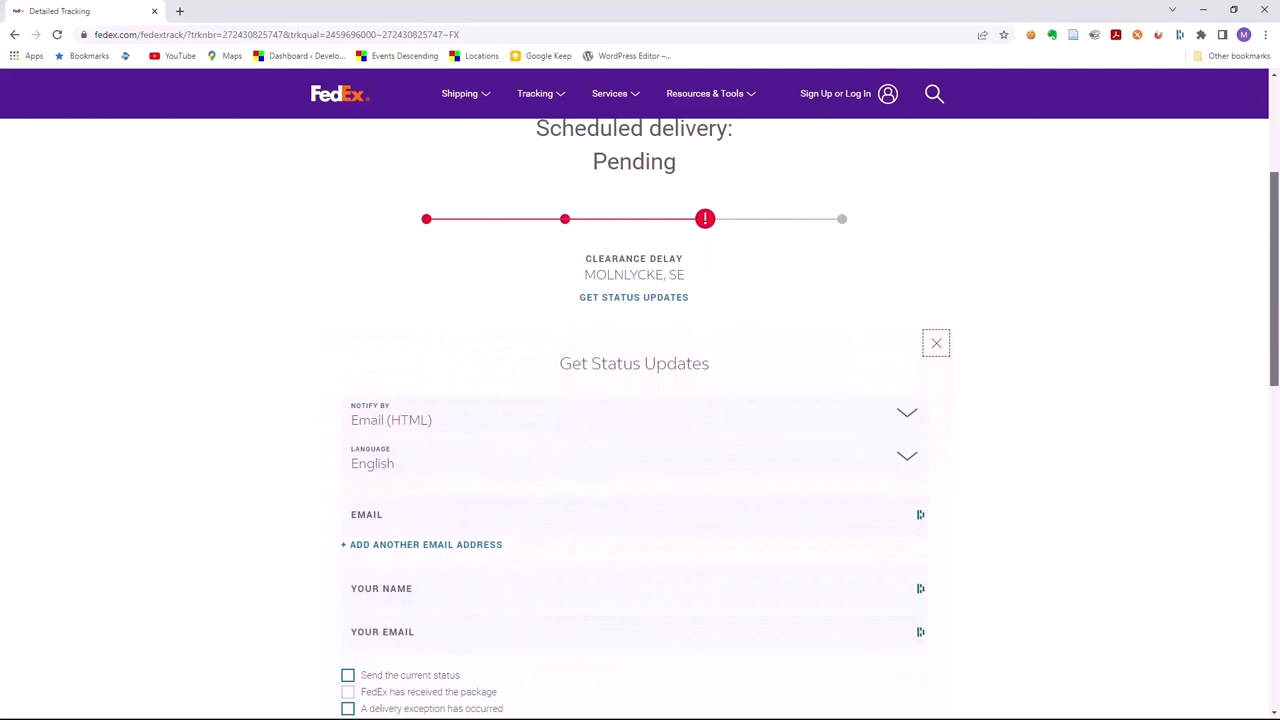 Detailed Tracking
fedex.com/fedextrack/?trknbr=272430825747&trkqual=2459696000~272430825747~FX
M
Apps
Bookmarks
YouTube
Maps
Dashboard ‹ Develo...
Events Descending
Locations
Google Keep
WordPress Editor –...
Other bookmarks
FedEx
Shipping
Tracking
Services
Resources & Tools
Sign Up or Log In
Scheduled delivery:
Pending
!
CLEARANCE DELAY
MOLNLYCKE, SE
GET STATUS UPDATES
Get Status Updates
NOTIFY BY
Email (HTML)
LANGUAGE
English
EMAIL
+ ADD ANOTHER EMAIL ADDRESS
YOUR NAME
YOUR EMAIL
Send the current status
FedEx has received the package
A delivery exception has occurred